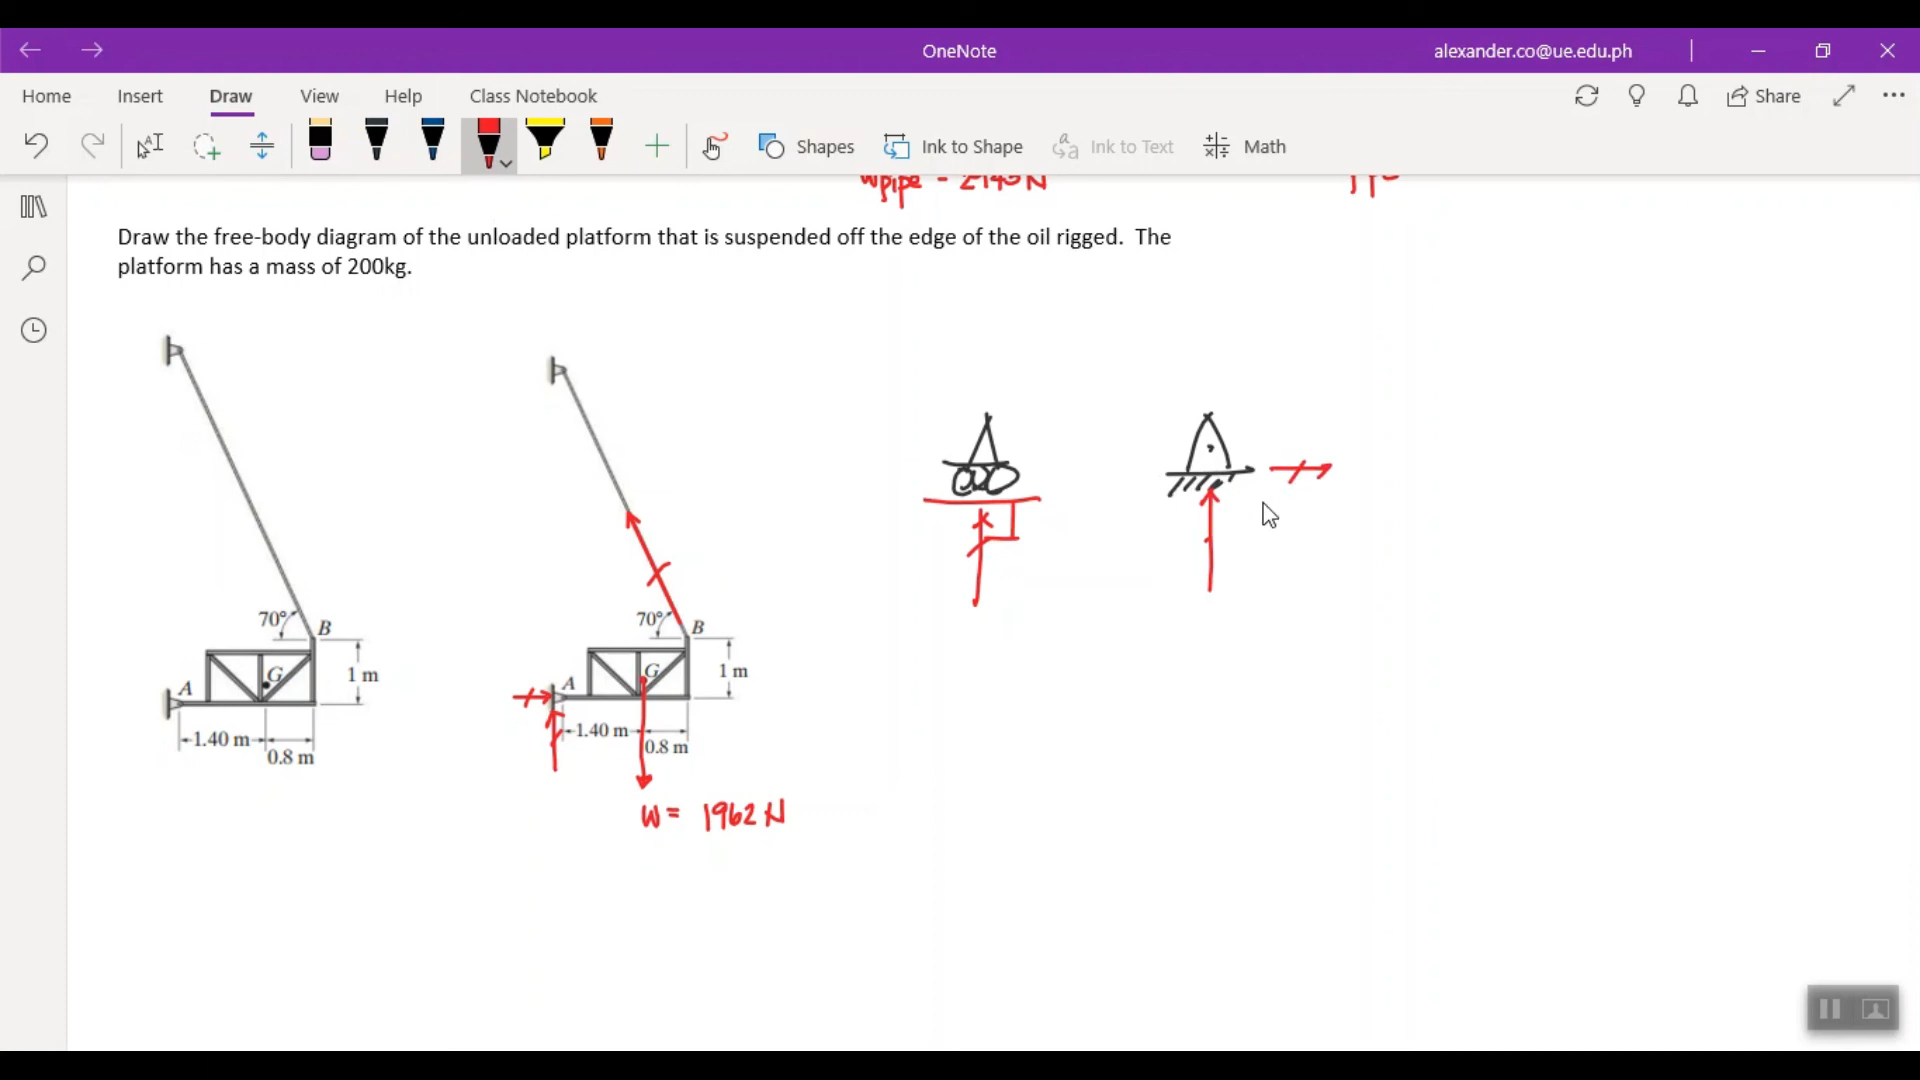 OneNote
alexander.co@ue.edu.ph
Home Insert Draw View Help Class Notebook
Share
Shapes Ink to Shape Ink to Text Math
Wpipe = 2943N
Draw the free-body diagram of the unloaded platform that is suspended off the edge of the oil rigged. The
platform has a mass of 200kg.
70°
B
G
1 m
A
1.40 m
0.8 m
70°
B
G
1 m
A
1.40 m
0.8 m
W = 1962 N